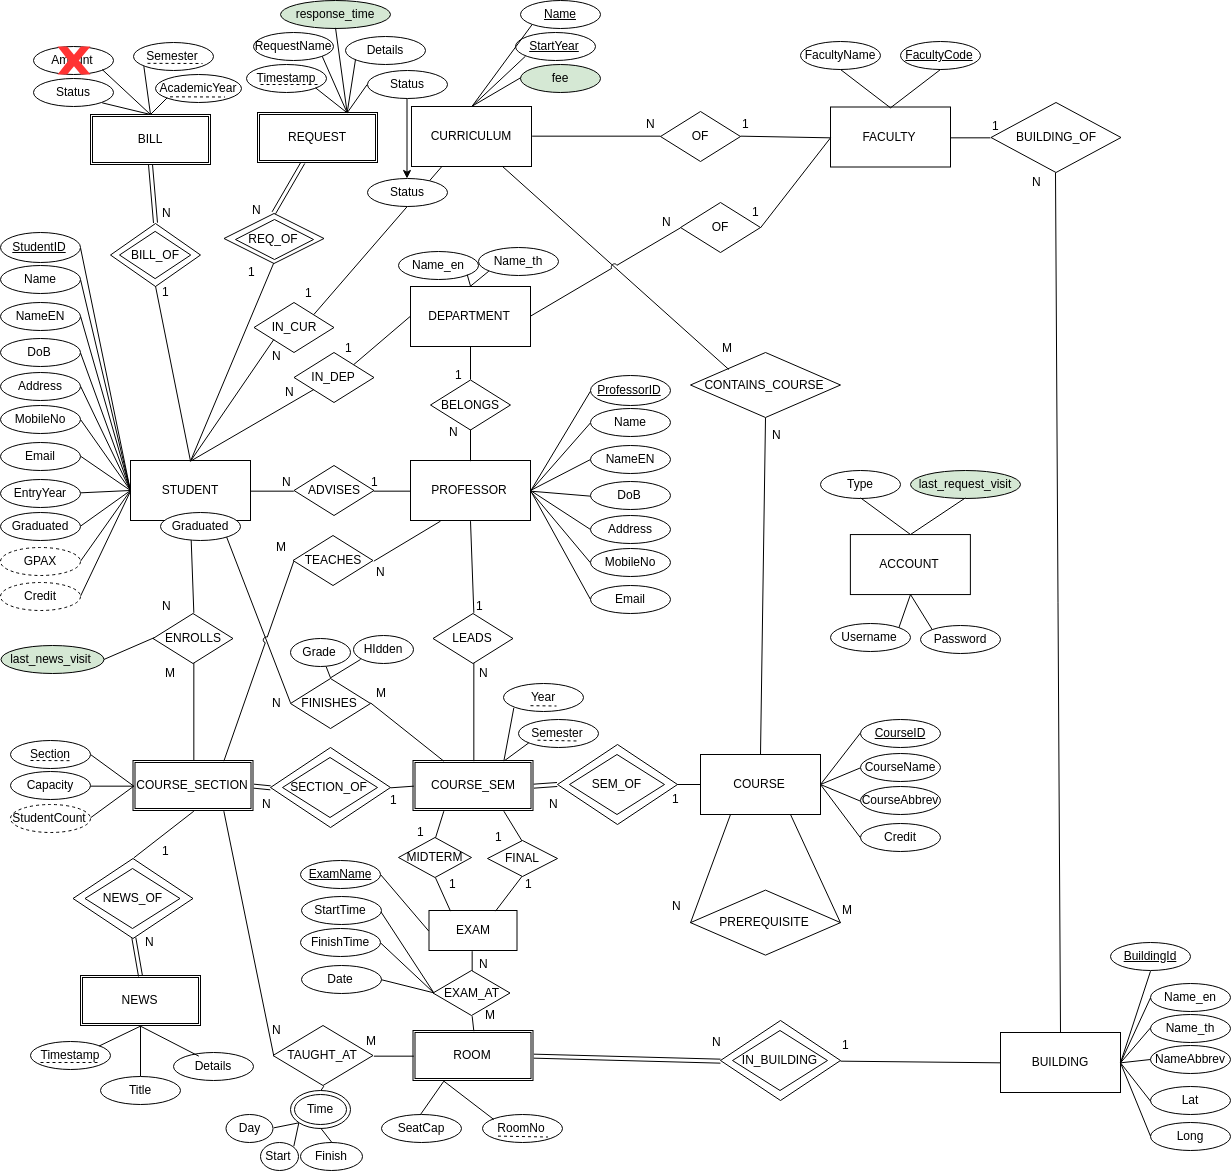 response_time
Name
RequestName
Details
StartYear
FacultyName
FacultyCode
Semester
Timestamp
Status
fee
Status
AcademicYear
BILL
REQUEST
CURRICULUM
N
OF
1
FACULTY
1
BUILDING_OF
N
Status
N
N
N
OF
1
StudentID
BILL_OF
REQ_OF
Name_en
Name_th
Name
1
1
1
NameEN
IN_CUR
DEPARTMENT
DoB
N
1
M
Address
IN_DEP
1
CONTAINS_COURSE
N
ProfessorID
MobileNo
BELONGS
Name
N
N
Email
NameEN
EntryYear
STUDENT
N
ADVISES
1
PROFESSOR
DoB
Type
last_request_visit
Graduated
Graduated
Address
GPAX
M
TEACHES
N
MobileNo
ACCOUNT
Credit
Email
N
1
last_news_visit
ENROLLS
LEADS
Username
Password
M
Grade
HIdden
N
N
FINISHES
M
Year
Section
Semester
CourseID
Capacity
COURSE_SECTION
SECTION_OF
COURSE_SEM
SEM_OF
COURSE
CourseName
N
1
N
1
CourseAbbrev
StudentCount
1
1
Credit
1
MIDTERM
FINAL
ExamName
1
1
NEWS_OF
StartTime
N
PREREQUISITE
M
N
FinishTime
EXAM
Date
N
BuildingId
NEWS
EXAM_AT
Name_en
N
M
Name_th
Timestamp
TAUGHT_AT
M
ROOM
N
IN_BUILDING
1
BUILDING
NameAbbrev
Details
Title
Time
Lat
Day
SeatCap
RoomNo
Long
Start
Finish